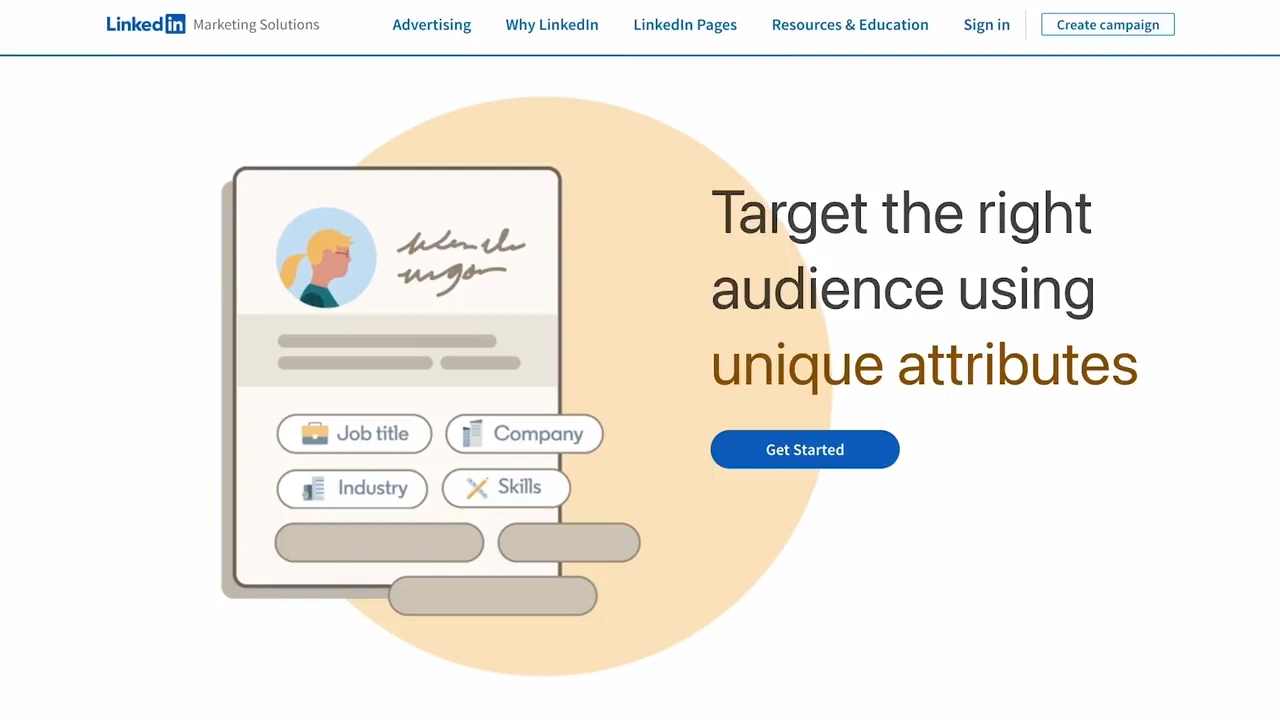 LinkedIn Marketing Solutions Advertising Why LinkedIn LinkedIn Pages Resources & Education Sign in Create campaign
Target the right
audience using
unique attributes
Get Started
Job title Company
Industry Skills